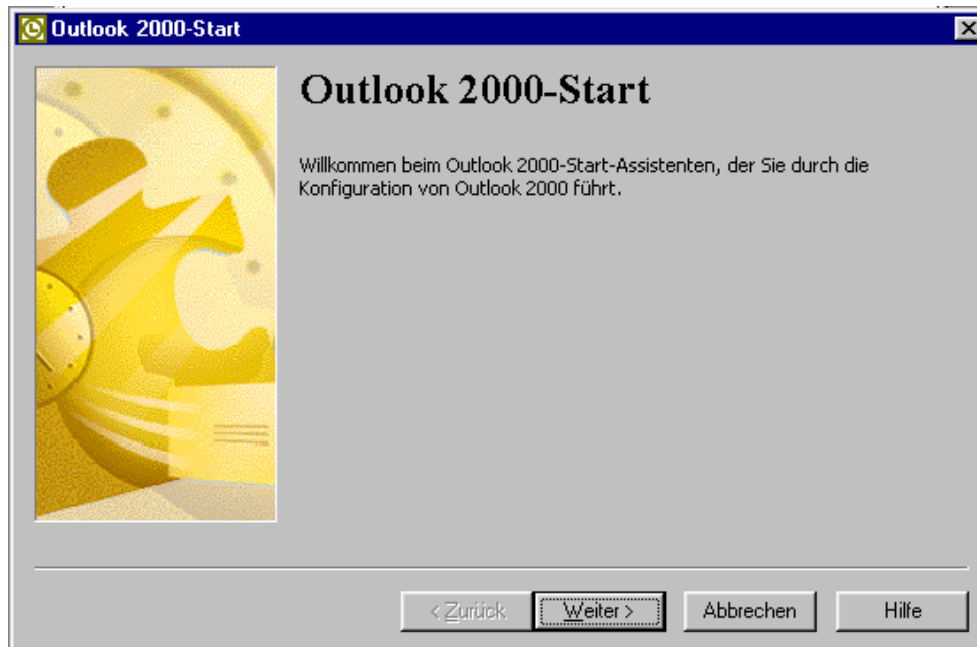 Outlook 2000-Start
Outlook 2000-Start
Willkommen beim Outlook 2000-Start-Assistenten, der Sie durch die
Konfiguration von Outlook 2000 führt.
< Zurück
Weiter >
Abbrechen
Hilfe